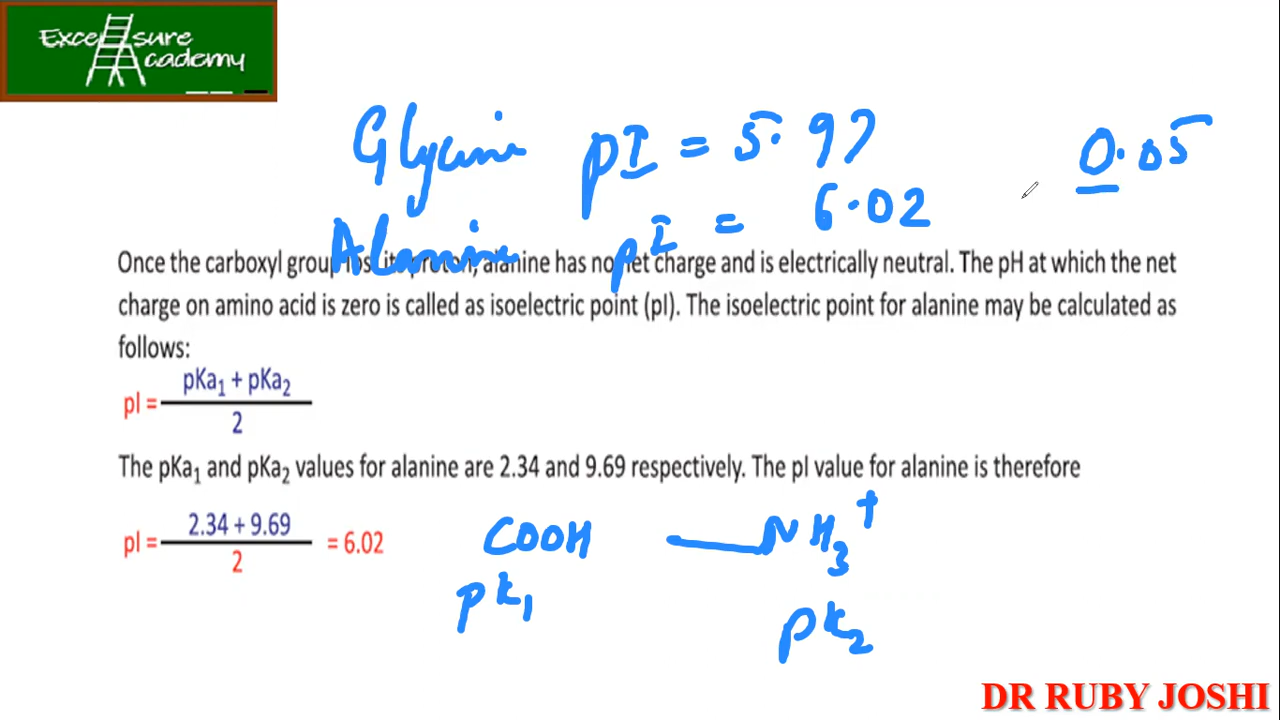 Excel sure
Academy
Glycine pI = 5.97 0.05
Alanine pI = 6.02
Once the carboxyl group lost its proton, alanine has no net charge and is electrically neutral. The pH at which the net
charge on amino acid is zero is called as isoelectric point (pI). The isoelectric point for alanine may be calculated as
follows:
pI = pKa₁ + pKa₂
2
The pKa₁ and pKa₂ values for alanine are 2.34 and 9.69 respectively. The pI value for alanine is therefore
pI = 2.34 + 9.69 = 6.02
2
COOH — NH₃⁺
pk₁ pk₂
DR RUBY JOSHI